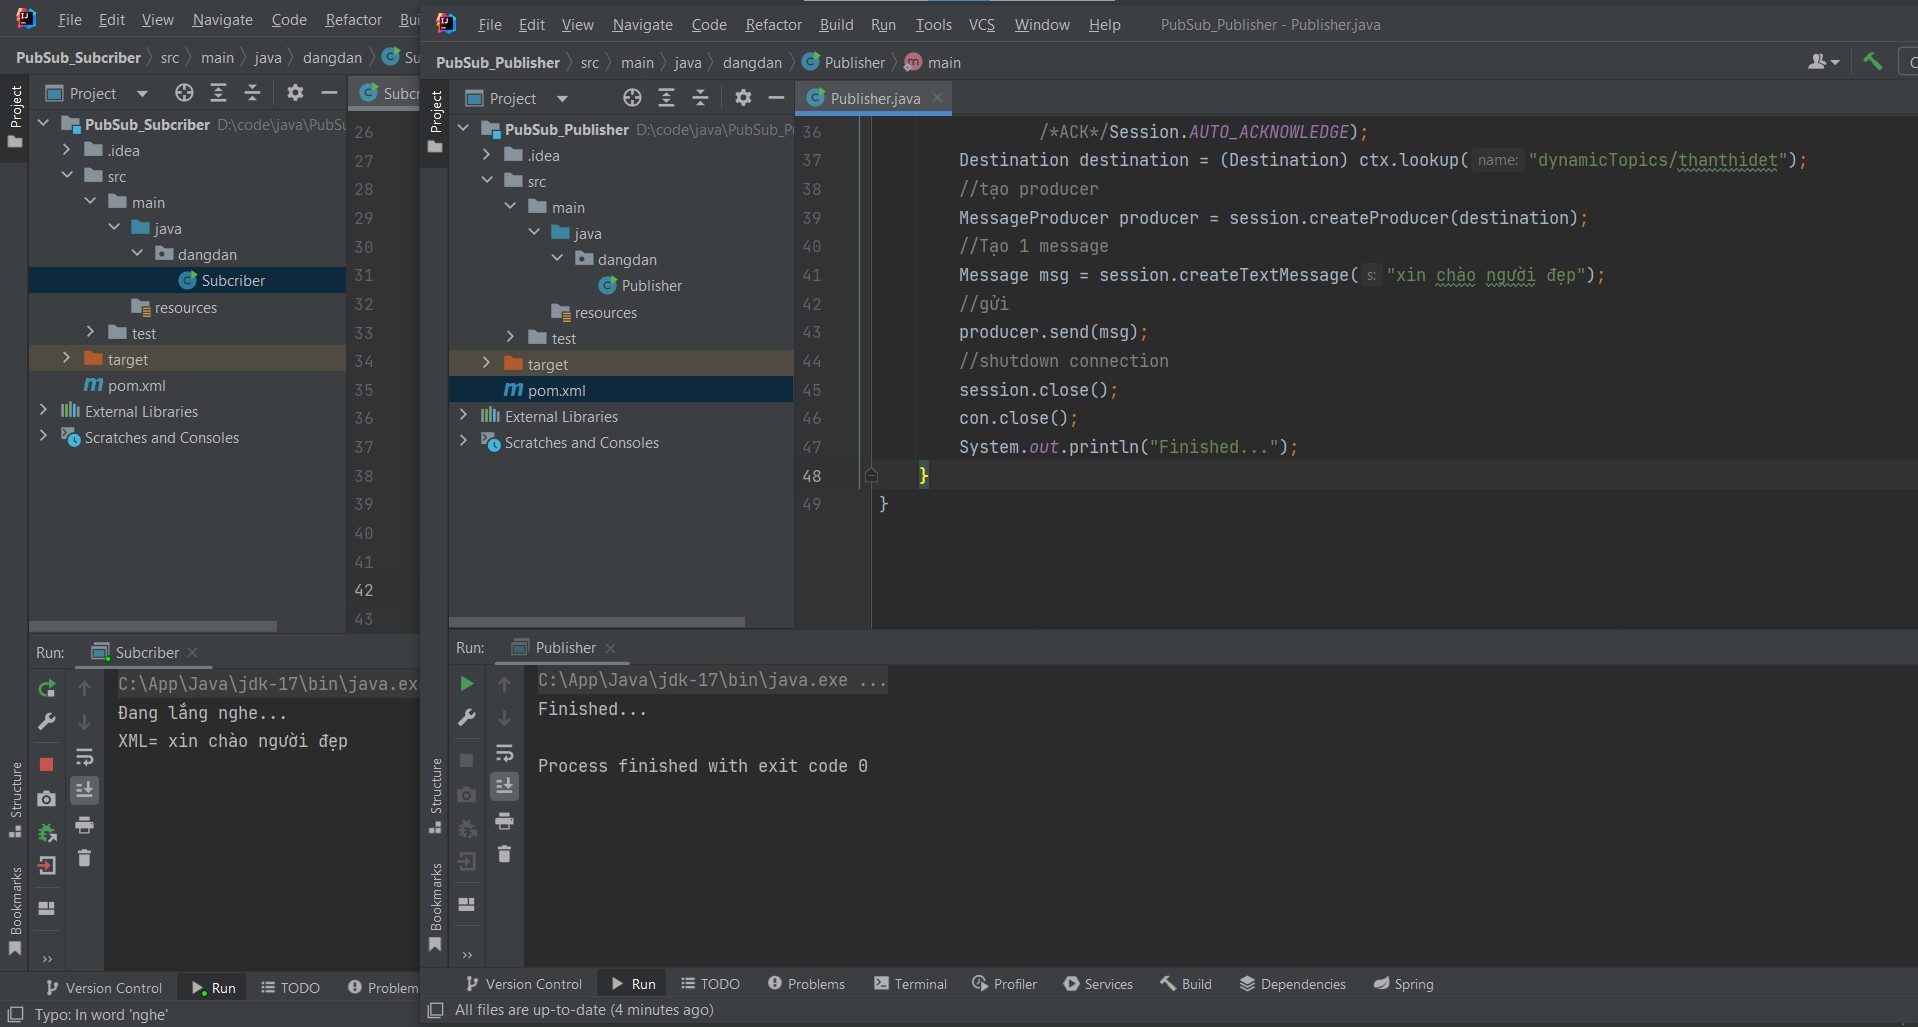 File Edit View Navigate Code Refactor
PubSub_Subcriber src main java dangdan
Project
PubSub_Subcriber D:\code\java\PubSu
.idea
src
main
java
dangdan
Subcriber
resources
test
target
pom.xml
External Libraries
Scratches and Consoles
Project
Structure
Bookmarks
Subcr
26
27
28
29
30
31
32
33
34
35
36
37
38
39
40
41
42
43
Run: Subcriber
C:\App\Java\jdk-17\bin\java.ex
Đang lắng nghe...
XML= xin chào người đẹp
Version Control Run TODO Problem
Typo: In word 'nghe'
File Edit View Navigate Code Refactor Build Run Tools VCS Window Help PubSub_Publisher - Publisher.java
PubSub_Publisher src main java dangdan Publisher main
Project
PubSub_Publisher D:\code\java\PubSub_P
.idea
src
main
java
dangdan
Publisher
resources
test
target
pom.xml
External Libraries
Scratches and Consoles
Project
Structure
Bookmarks
Publisher.java
36 /*ACK*/Session.AUTO_ACKNOWLEDGE);
37 Destination destination = (Destination) ctx.lookup( name: "dynamicTopics/thanthidet");
38 //tạo producer
39 MessageProducer producer = session.createProducer(destination);
40 //Tạo 1 message
41 Message msg = session.createTextMessage( s: "xin chào người đẹp");
42 //gửi
43 producer.send(msg);
44 //shutdown connection
45 session.close();
46 con.close();
47 System.out.println("Finished...");
48 }
49 }
Run: Publisher
C:\App\Java\jdk-17\bin\java.exe ...
Finished...
Process finished with exit code 0
Version Control Run TODO Problems Terminal Profiler Services Build Dependencies Spring
All files are up-to-date (4 minutes ago)